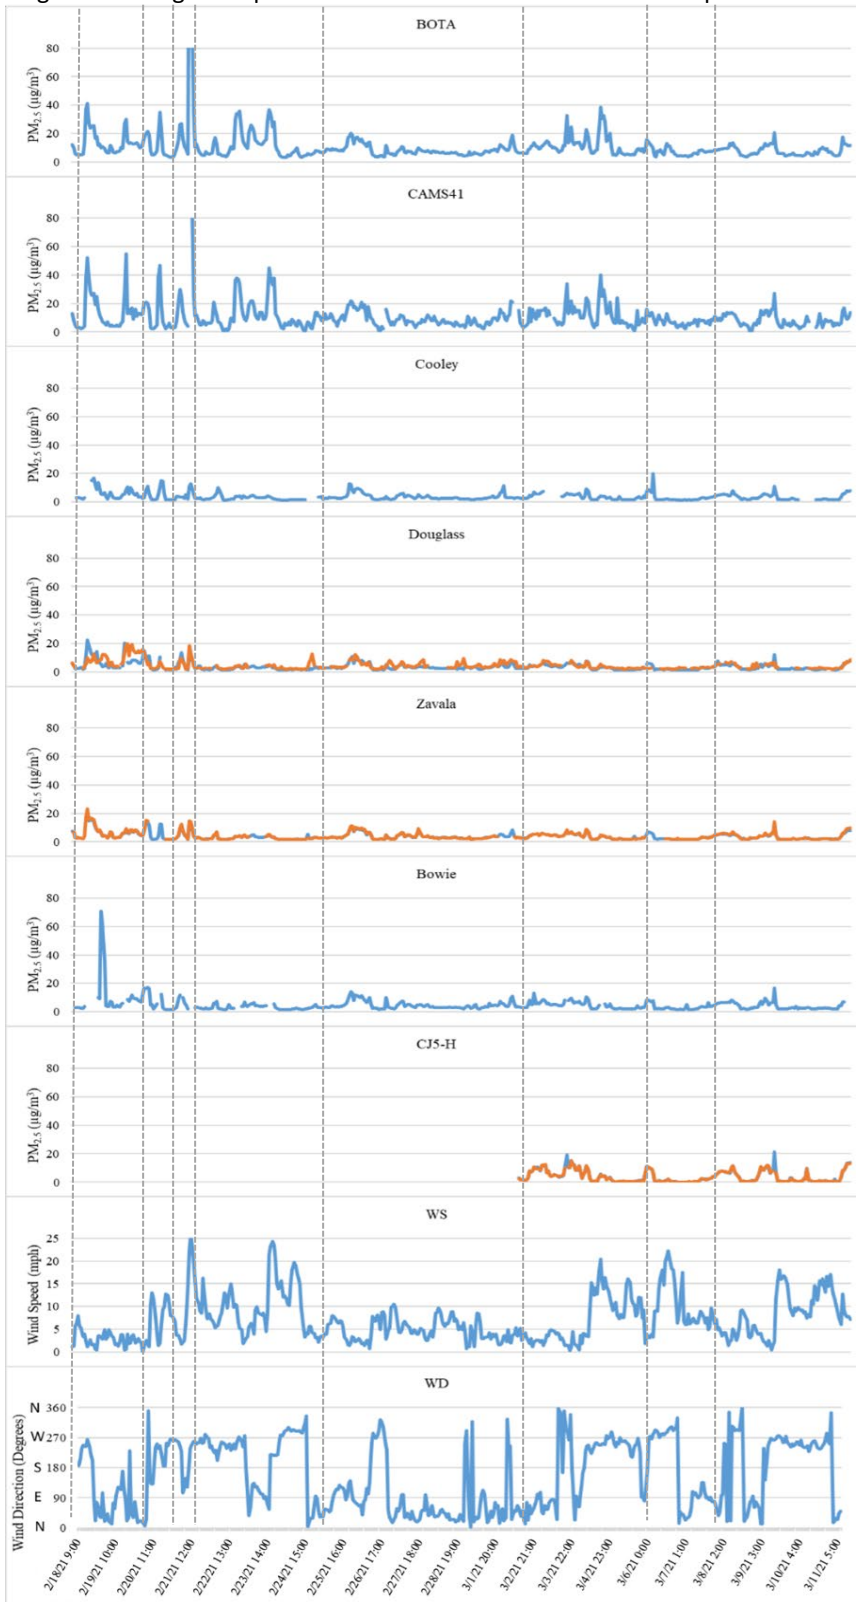 BOTA
PM2.5 (µg/m³)
80
60
40
20
0
CAMS41
PM2.5 (µg/m³)
80
60
40
20
0
Cooley
PM2.5 (µg/m³)
80
60
40
20
0
Douglass
PM2.5 (µg/m³)
80
60
40
20
0
Zavala
PM2.5 (µg/m³)
80
60
40
20
0
Bowie
PM2.5 (µg/m³)
80
60
40
20
0
CJ5-H
PM2.5 (µg/m³)
80
60
40
20
0
WS
Wind Speed (mph)
25
20
15
10
5
0
WD
Wind Direction (Degrees)
N 360
W 270
S 180
E 90
N 0
2/18/21 9:00
2/19/21 10:00
2/20/21 11:00
2/21/21 12:00
2/22/21 13:00
2/23/21 14:00
2/24/21 15:00
2/25/21 16:00
2/26/21 17:00
2/27/21 18:00
2/28/21 19:00
3/1/21 20:00
3/2/21 21:00
3/3/21 22:00
3/4/21 23:00
3/6/21 0:00
3/7/21 1:00
3/8/21 2:00
3/9/21 3:00
3/10/21 4:00
3/11/21 5:00